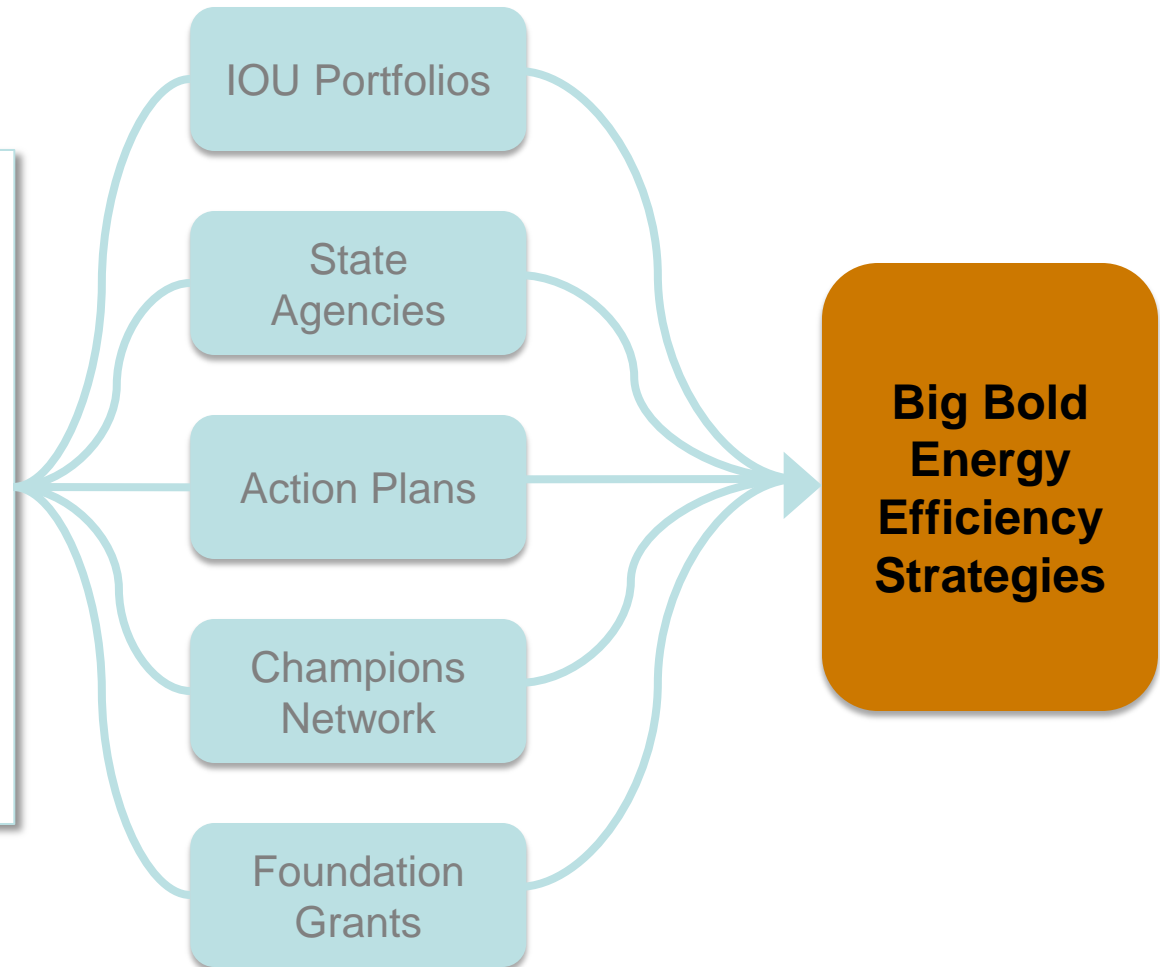 IOU Portfolios
State
Agencies
Action Plans
Champions
Network
Foundation
Grants
Big Bold
Energy
Efficiency
Strategies